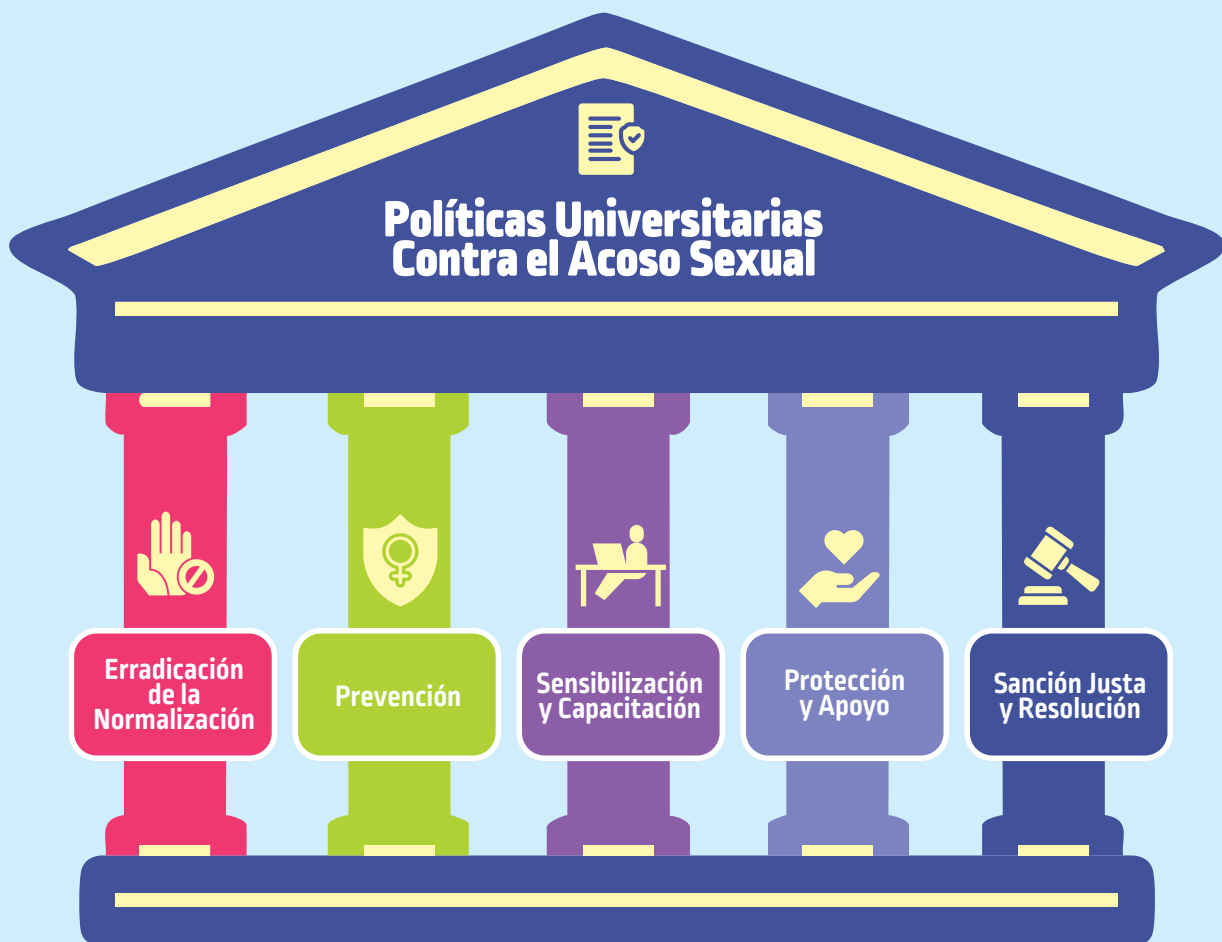 Políticas Universitarias
Contra el Acoso Sexual
Erradicación
de la
Normalización
Prevención
Sensibilización
y Capacitación
Protección
y Apoyo
Sanción Justa
y Resolución